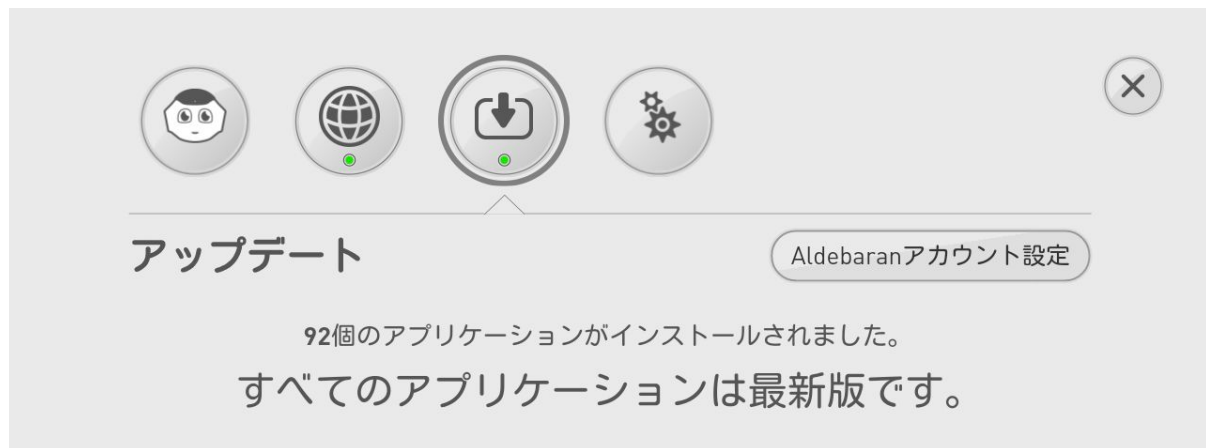 アップデート
Aldebaranアカウント設定
92個のアプリケーションがインストールされました。
すべてのアプリケーションは最新版です。